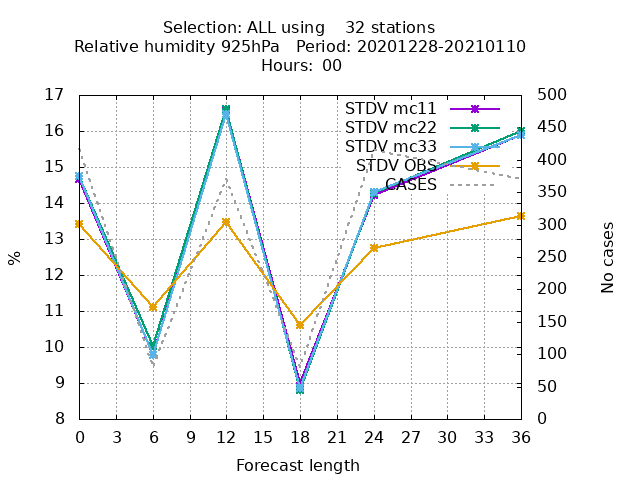 Selection: ALL using    32 stations
Relative humidity 925hPa   Period: 20201228-20210110
Hours: 00
17
16
15
14
13
12
11
10
9
8
%
STDV mc11
STDV mc22
STDV mc33
STDV OBS
CASES
500
450
400
350
300
250
200
150
100
50
0
No cases
0 3 6 9 12 15 18 21 24 27 30 33 36
Forecast length